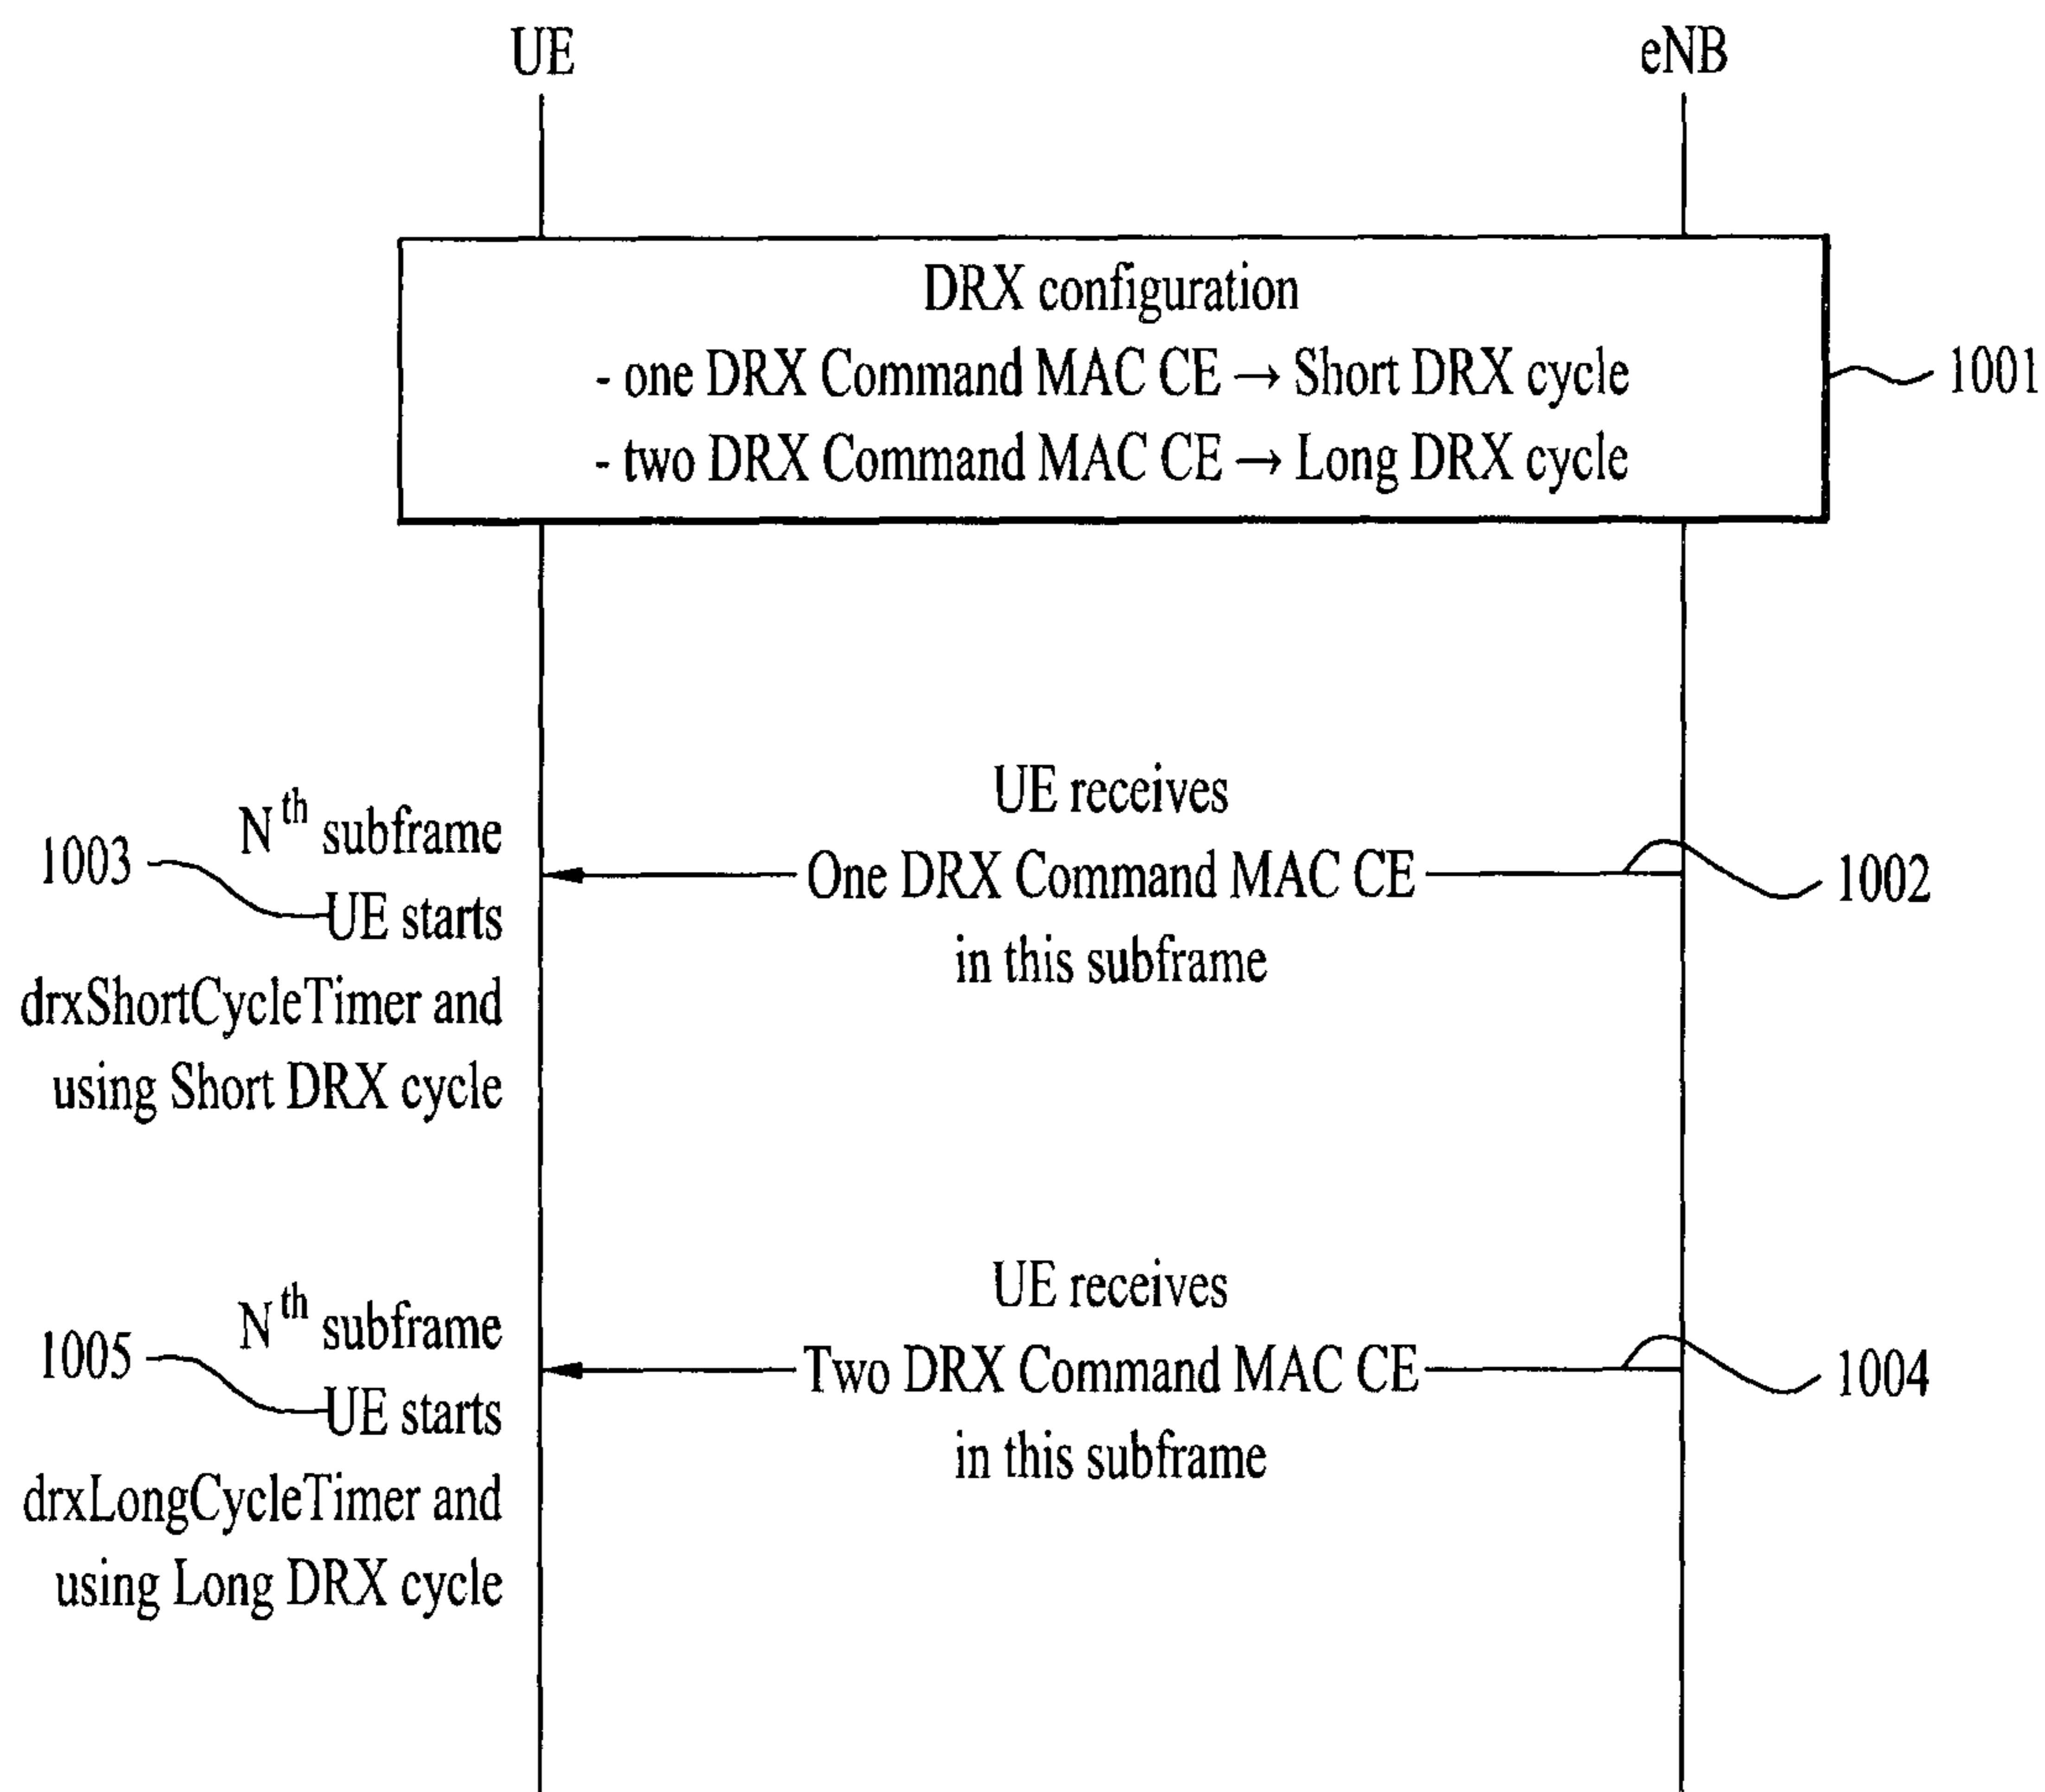 UE
eNB
DRX configuration
- one DRX Command MAC CE → Short DRX cycle
- two DRX Command MAC CE → Long DRX cycle
1001
UE receives
One DRX Command MAC CE
in this subframe
1002
1003
Nth subframe
UE starts
drxShortCycleTimer and
using Short DRX cycle
UE receives
Two DRX Command MAC CE
in this subframe
1004
1005
Nth subframe
UE starts
drxLongCycleTimer and
using Long DRX cycle